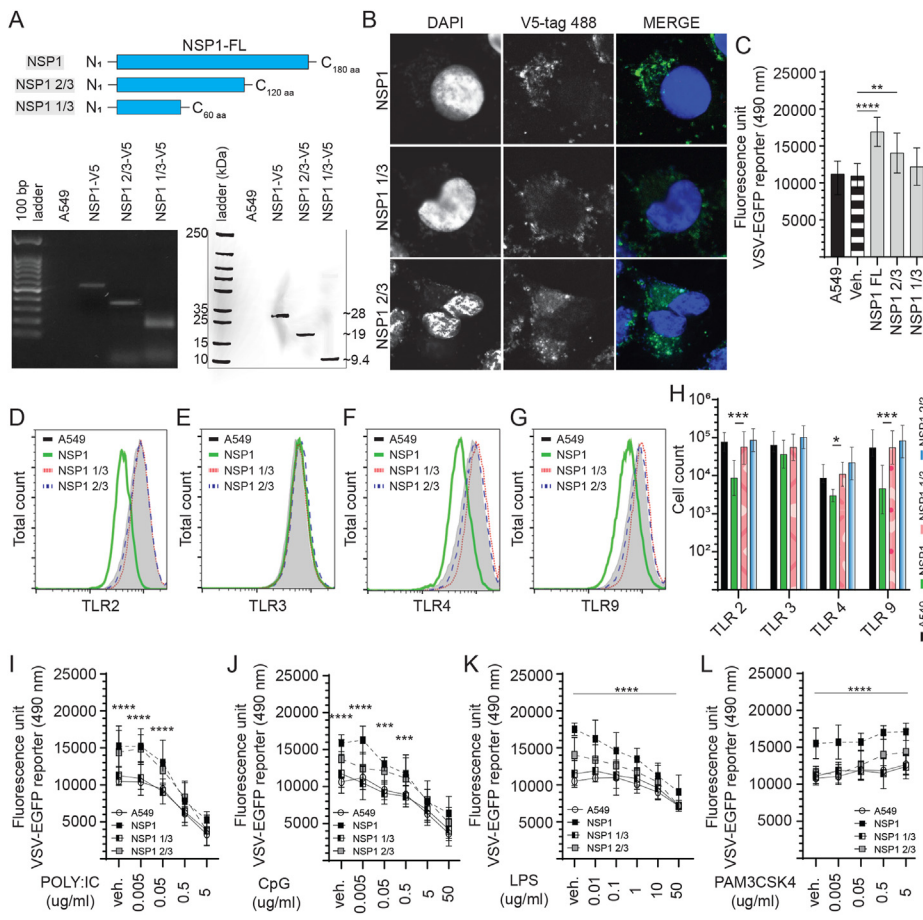 A
NSP1-FL
NSP1 N₁ C180 aa
NSP1 2/3 N₁ C120 aa
NSP1 1/3 N₁ C60 aa
100 bp ladder
A549
NSP1-V5
NSP1 2/3-V5
NSP1 1/3-V5
ladder (kDa)
A549
NSP1-V5
NSP1 2/3-V5
NSP1 1/3-V5
250
35
25
15
10
~28
~19
~9.4
B
DAPI V5-tag 488 MERGE
NSP1
NSP1 1/3
NSP1 2/3
C
Fluorescence unit
VSV-EGFP reporter (490 nm)
25000
20000
15000
10000
5000
**
****
A549
Veh.
NSP1 FL
NSP1 2/3
NSP1 1/3
D
A549
NSP1
NSP1 1/3
NSP1 2/3
Total count
TLR2
E
A549
NSP1
NSP1 1/3
NSP1 2/3
Total count
TLR3
F
A549
NSP1
NSP1 1/3
NSP1 2/3
Total count
TLR4
G
A549
NSP1
NSP1 1/3
NSP1 2/3
Total count
TLR9
H
Cell count
10⁶
10⁵
10⁴
10³
10²
***
*
***
TLR 2
TLR 3
TLR 4
TLR 9
A549
NSP1
I
Fluorescence unit
VSV-EGFP reporter (490 nm)
25000
20000
15000
10000
5000
****
****
****
A549
NSP1
NSP1 1/3
NSP1 2/3
POLY:IC
(ug/ml)
veh.
0.005
0.05
0.5
5
J
Fluorescence unit
VSV-EGFP reporter (490 nm)
25000
20000
15000
10000
5000
****
****
***
***
A549
NSP1
NSP1 1/3
NSP1 2/3
CpG
(ug/ml)
veh.
0.005
0.05
0.5
5
50
K
Fluorescence unit
VSV-EGFP reporter (490 nm)
25000
20000
15000
10000
5000
****
A549
NSP1
NSP1 1/3
NSP1 2/3
LPS
(ug/ml)
Veh.
0.01
0.1
1
10
50
L
Fluorescence unit
VSV-EGFP reporter (490 nm)
25000
20000
15000
10000
5000
****
A549
NSP1
NSP1 1/3
NSP1 2/3
PAM3CSK4
(ug/ml)
veh.
0.005
0.05
0.5
5
50